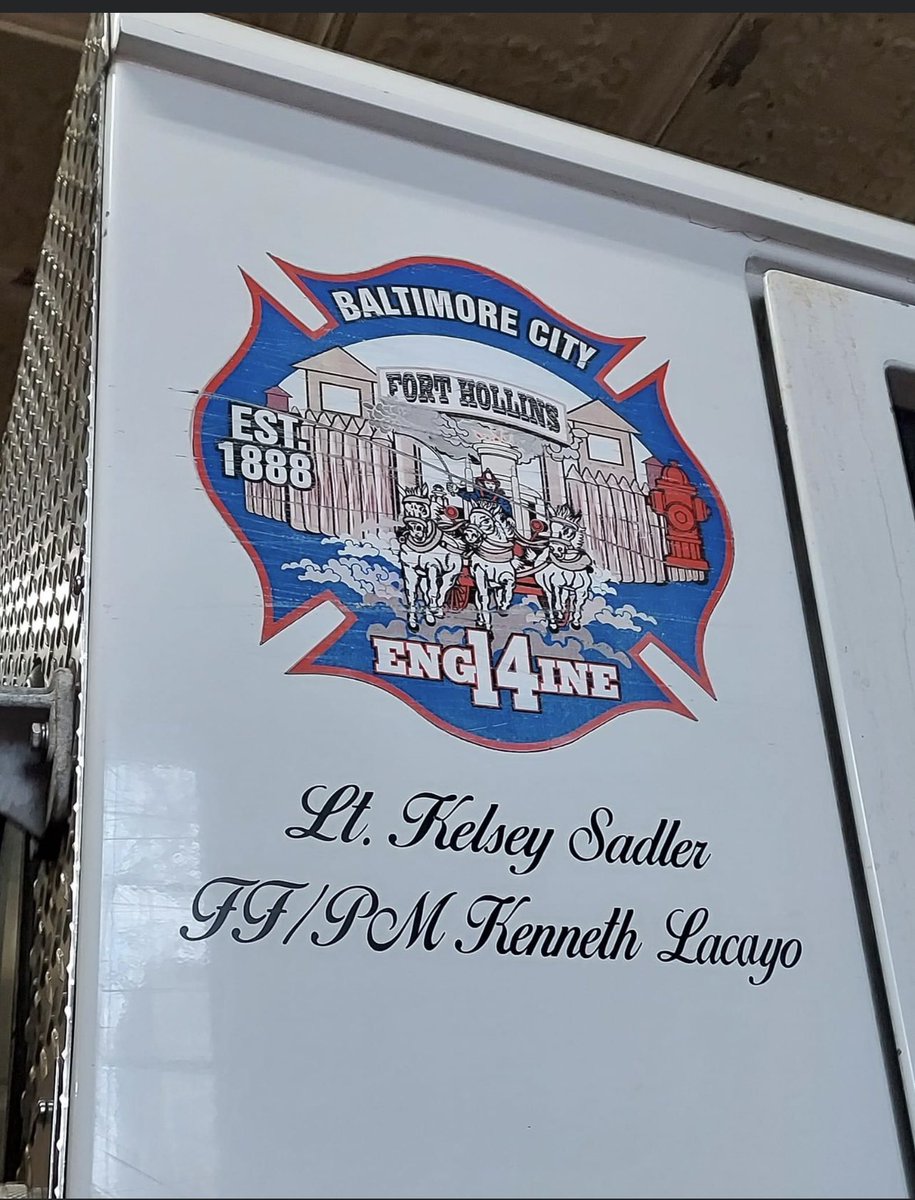 BALTIMORE CITY
FORT HOLLINS
EST.
1888
ENG14INE
Lt. Kelsey Sadler
FF/PM Kenneth Lacayo